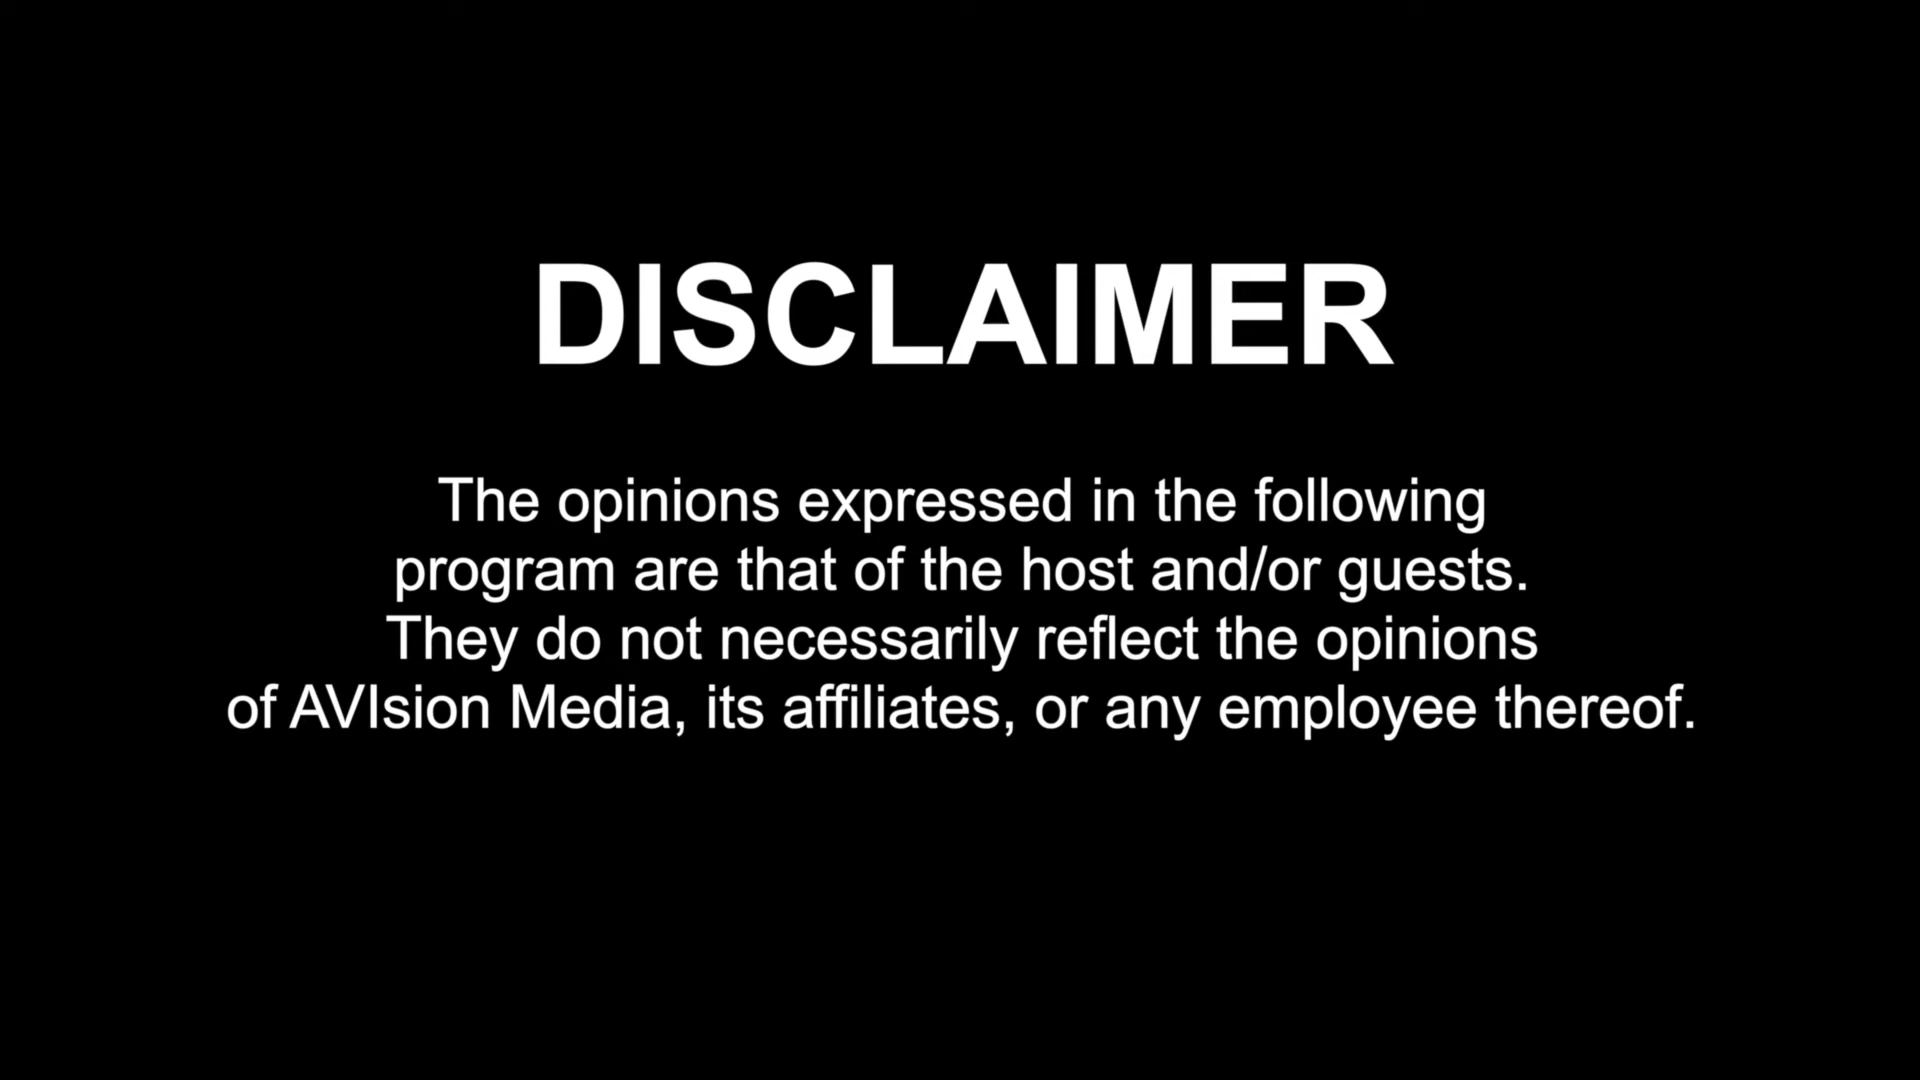 DISCLAIMER
The opinions expressed in the following
program are that of the host and/or guests.
They do not necessarily reflect the opinions
of AVIsion Media, its affiliates, or any employee thereof.